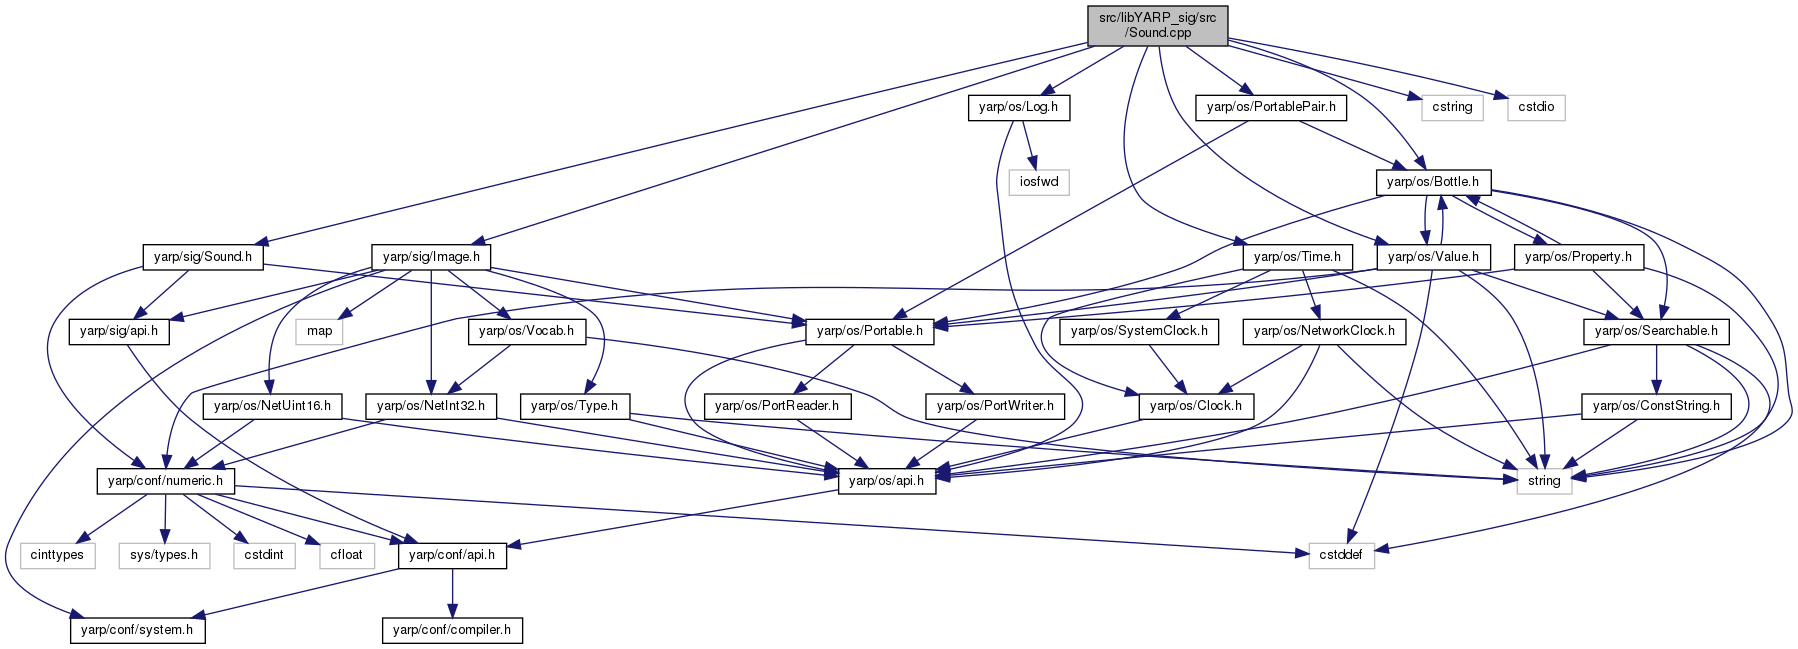 src/libYARP_sig/src
/Sound.cpp
yarp/os/Log.h
yarp/os/PortablePair.h
cstring
cstdio
iosfwd
yarp/os/Bottle.h
yarp/sig/Sound.h
yarp/sig/Image.h
yarp/os/Time.h
yarp/os/Value.h
yarp/os/Property.h
yarp/sig/api.h
map
yarp/os/Vocab.h
yarp/os/Portable.h
yarp/os/SystemClock.h
yarp/os/NetworkClock.h
yarp/os/Searchable.h
yarp/os/NetUint16.h
yarp/os/NetInt32.h
yarp/os/Type.h
yarp/os/PortReader.h
yarp/os/PortWriter.h
yarp/os/Clock.h
yarp/os/ConstString.h
yarp/conf/numeric.h
yarp/os/api.h
string
cinttypes
sys/types.h
cstdint
cfloat
yarp/conf/api.h
cstddef
yarp/conf/system.h
yarp/conf/compiler.h